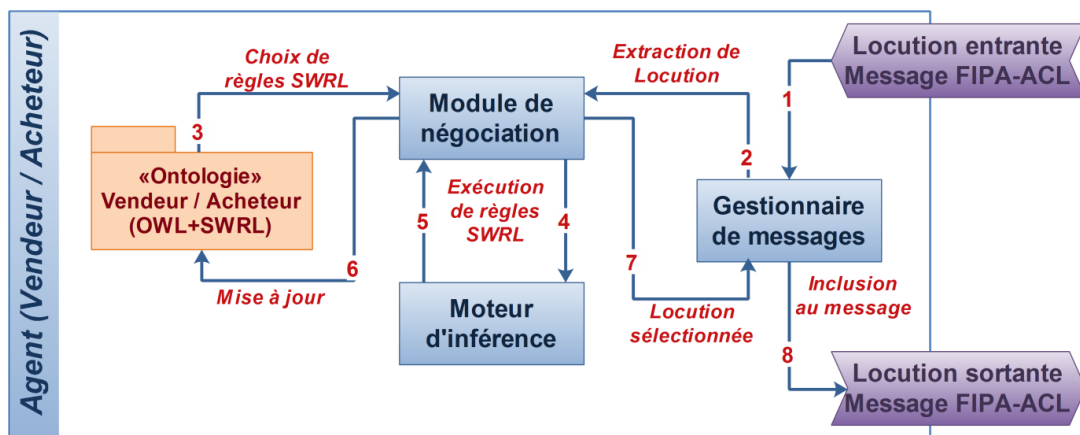 Agent (Vendeur / Acheteur)
Locution entrante
Message FIPA-ACL
1
Extraction de
Locution
2
Choix de
règles SWRL
3
Module de
négociation
«Ontologie»
Vendeur / Acheteur
(OWL+SWRL)
Exécution
de règles
SWRL
4
5
6
Mise à jour
Moteur
d'inférence
7
Locution
sélectionnée
Gestionnaire
de messages
Inclusion
au message
8
Locution sortante
Message FIPA-ACL